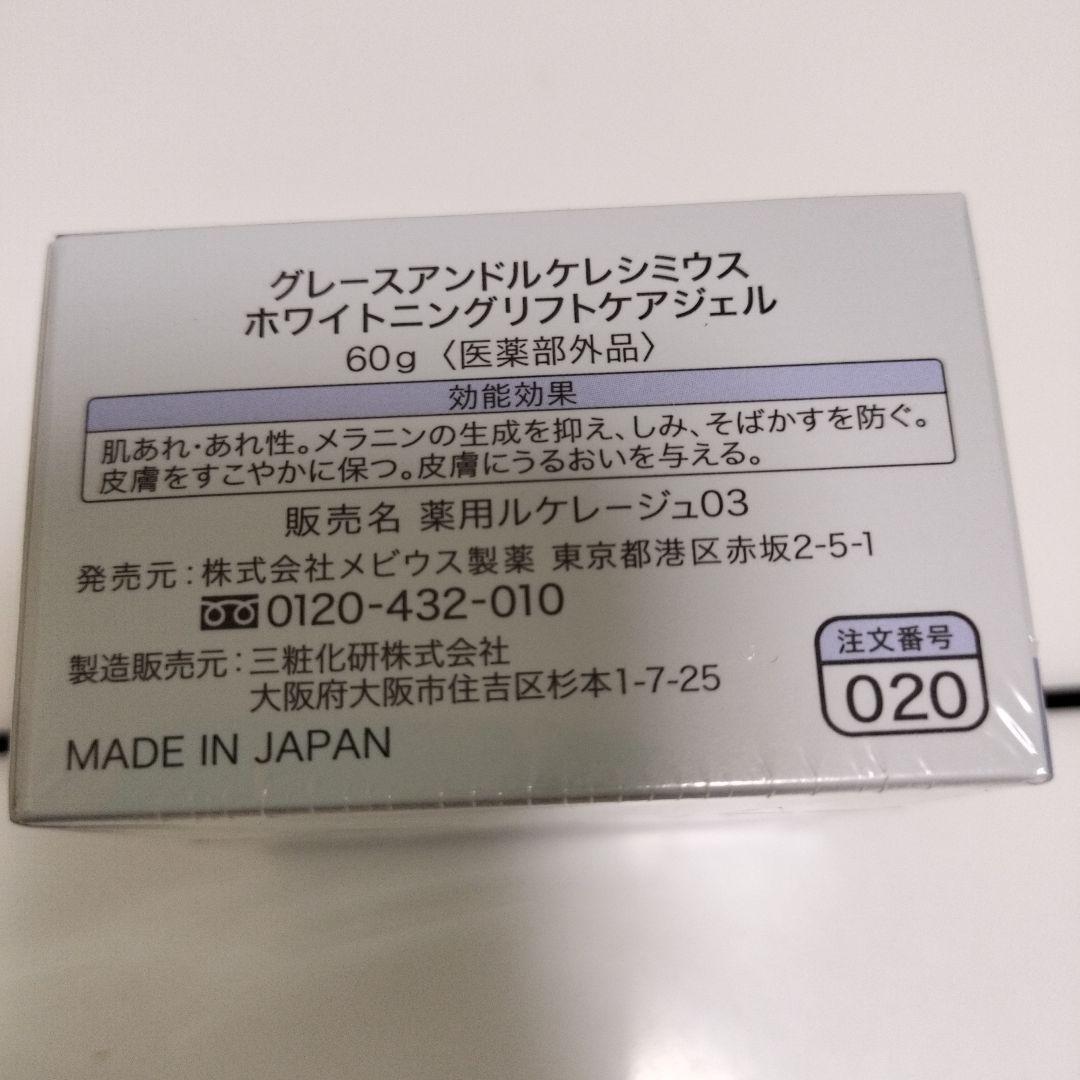 グレースアンドルケレシミウス
ホワイトニングリフトケアジェル
60g〈医薬部外品〉
効能効果
肌あれ・あれ性。メラニンの生成を抑え、しみ、そばかすを防ぐ。
皮膚をすこやかに保つ。皮膚にうるおいを与える。
販売名 薬用ルケレージュ03
発売元:株式会社メビウス製薬 東京都港区赤坂2-5-1
0120-432-010
製造販売元:三粧化研株式会社
大阪府大阪市住吉区杉本1-7-25
注文番号
020
MADE IN JAPAN